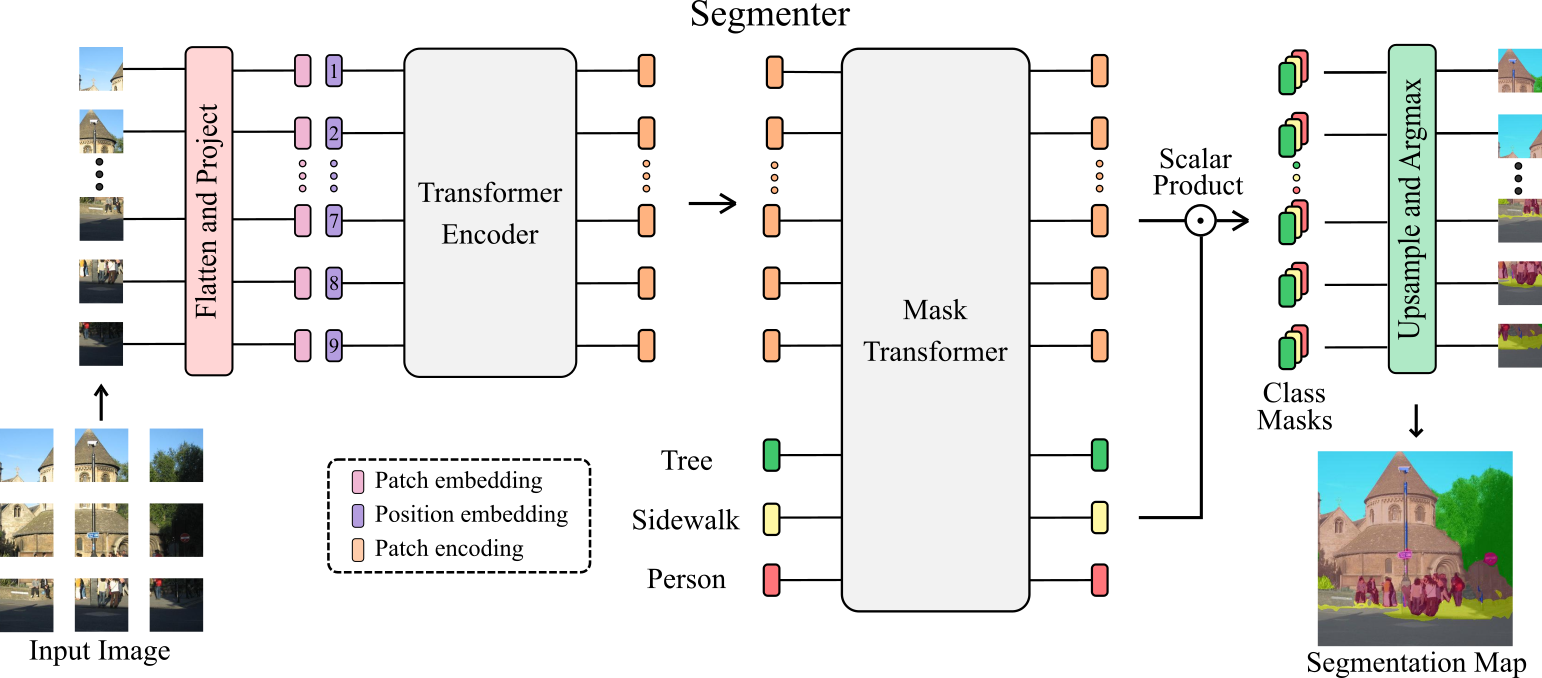 Segmenter
Flatten and Project
1
2
7
8
9
Transformer
Encoder
Mask
Transformer
Scalar
Product
Upsample and Argmax
Class
Masks
Tree
Sidewalk
Person
Patch embedding
Position embedding
Patch encoding
Input Image
Segmentation Map